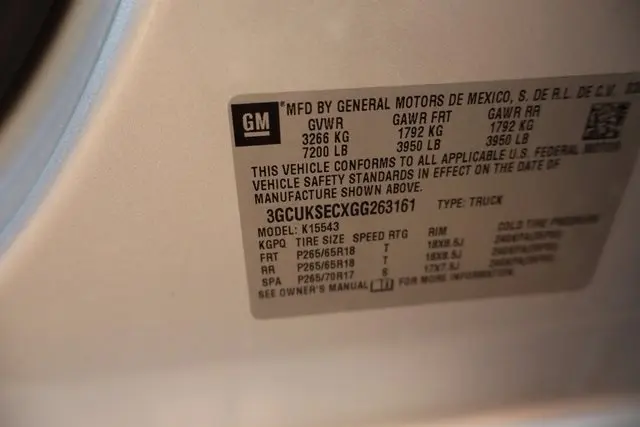 GM
MFD BY GENERAL MOTORS DE MEXICO, S. DE R.L. DE C.V.
GVWR GAWR FRT GAWR RR
3266 KG 1792 KG 1792 KG
7200 LB 3950 LB 3950 LB
THIS VEHICLE CONFORMS TO ALL APPLICABLE U.S. FEDERAL MOTOR
VEHICLE SAFETY STANDARDS IN EFFECT ON THE DATE OF
MANUFACTURE SHOWN ABOVE.
3GCUKSECXGG263161 TYPE: TRUCK
MODEL: K15543
KGPQ TIRE SIZE SPEED RTG RIM COLD TIRE PRESSURE
FRT P265/65R18 T 18X8.5J
RR P265/65R18 T 18X8.5J
SPA P265/70R17 S 17X7.5J
SEE OWNER'S MANUAL FOR MORE INFORMATION.